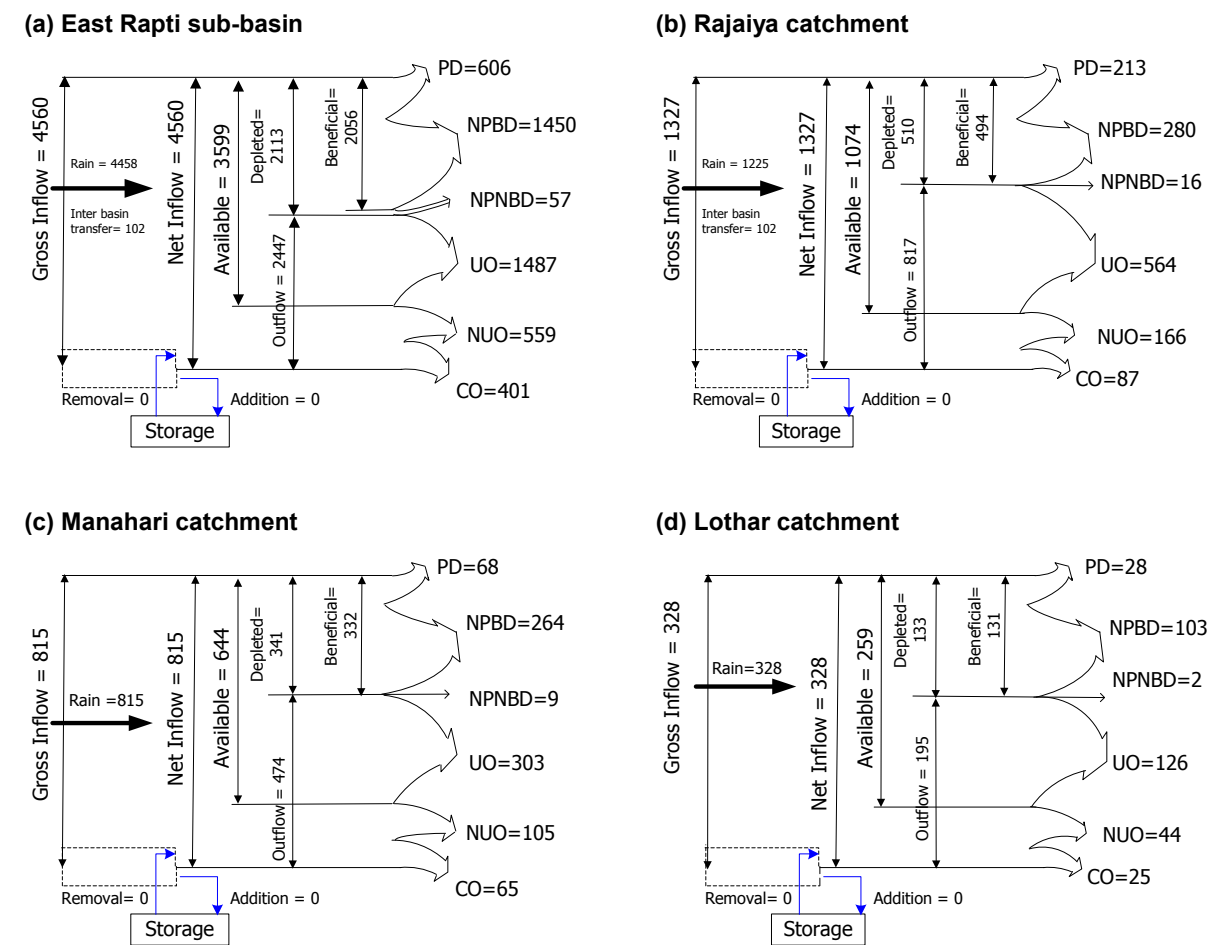 (a) East Rapti sub-basin
Gross Inflow = 4560
Rain = 4458
Inter basin
transfer= 102
Net Inflow = 4560
Available = 3599
Depleted=
2113
Beneficial=
2056
Outflow = 2447
PD=606
NPBD=1450
NPNBD=57
UO=1487
NUO=559
CO=401
Removal= 0
Addition = 0
Storage
(b) Rajaiya catchment
Gross Inflow = 1327
Rain = 1225
Inter basin
transfer= 102
Net Inflow = 1327
Available = 1074
Depleted=
510
Beneficial=
494
Outflow = 817
PD=213
NPBD=280
NPNBD=16
UO=564
NUO=166
CO=87
Removal= 0
Addition = 0
Storage
(c) Manahari catchment
Gross Inflow = 815
Rain =815
Net Inflow = 815
Available = 644
Depleted=
341
Beneficial=
332
Outflow = 474
PD=68
NPBD=264
NPNBD=9
UO=303
NUO=105
CO=65
Removal= 0
Addition = 0
Storage
(d) Lothar catchment
Gross Inflow = 328
Rain=328
Net Inflow = 328
Available = 259
Depleted=
133
Beneficial=
131
Outflow = 195
PD=28
NPBD=103
NPNBD=2
UO=126
NUO=44
CO=25
Removal= 0
Addition = 0
Storage